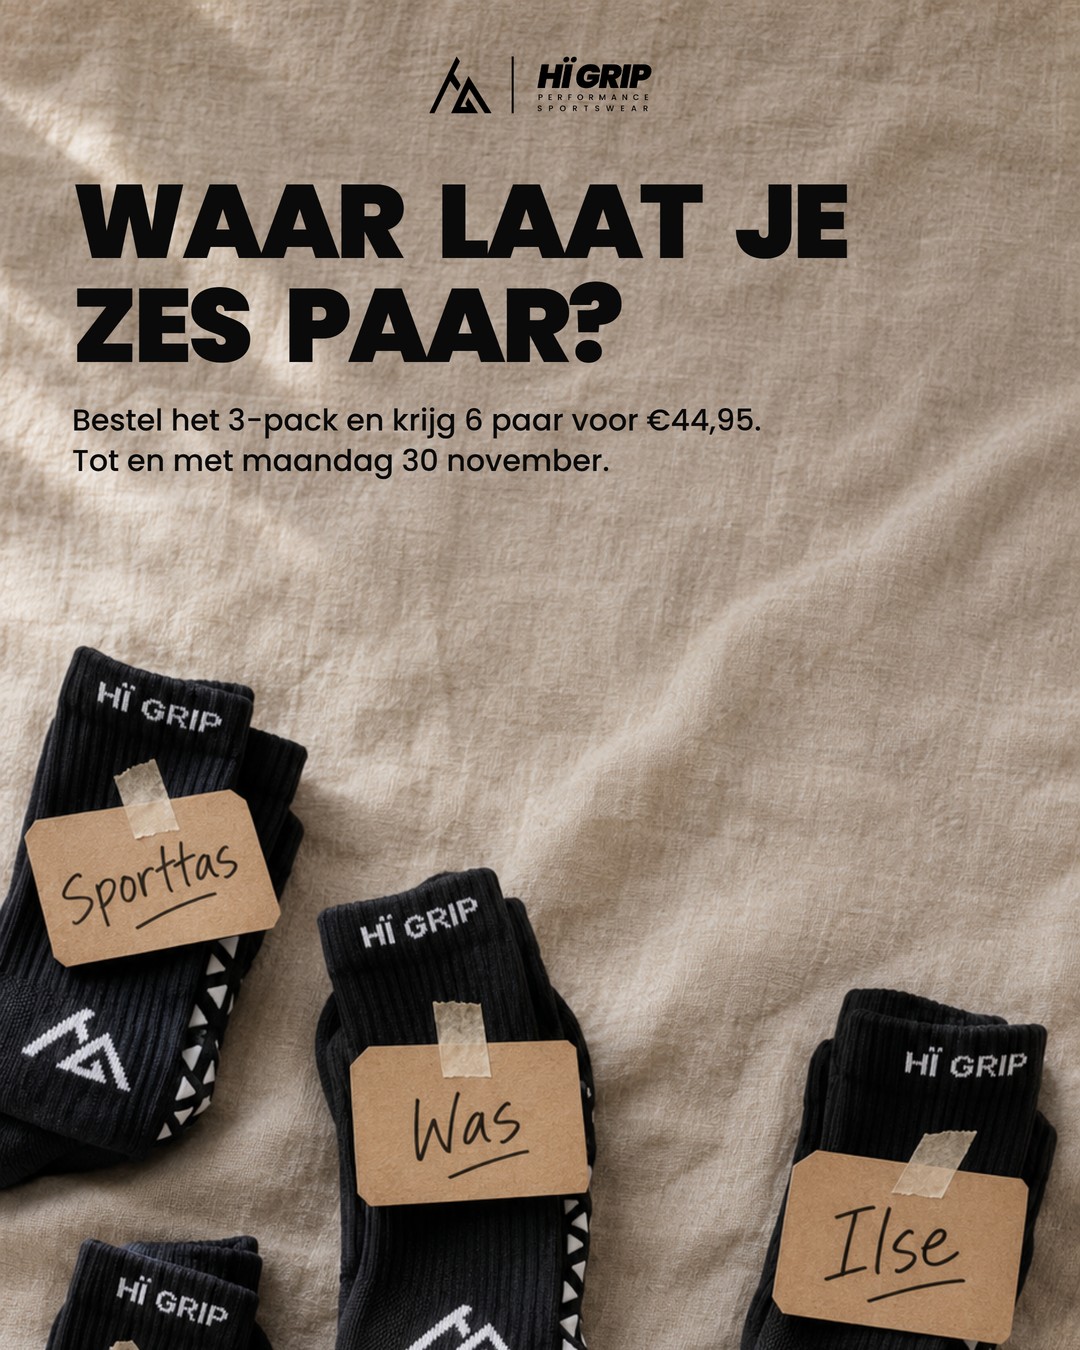 HÏ GRIP
PERFORMANCE
SPORTSWEAR
WAAR LAAT JE
ZES PAAR?
Bestel het 3-pack en krijg 6 paar voor €44,95.
Tot en met maandag 30 november.
HÏ GRIP
Sporttas
HÏ GRIP
Was
HÏ GRIP
Ilse
HÏ GRIP